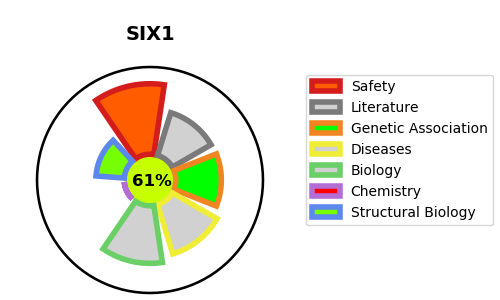 SIX1
61%
Safety
Literature
Genetic Association
Diseases
Biology
Chemistry
Structural Biology